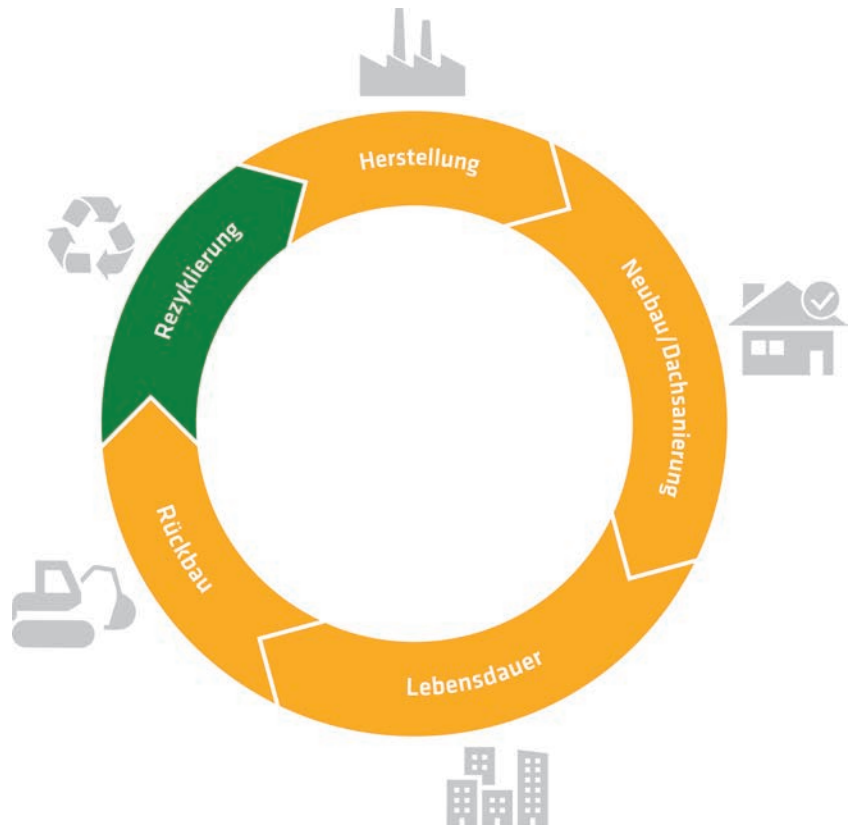 Herstellung
Neubau/Dachsanierung
Lebensdauer
Rückbau
Rezyklierung